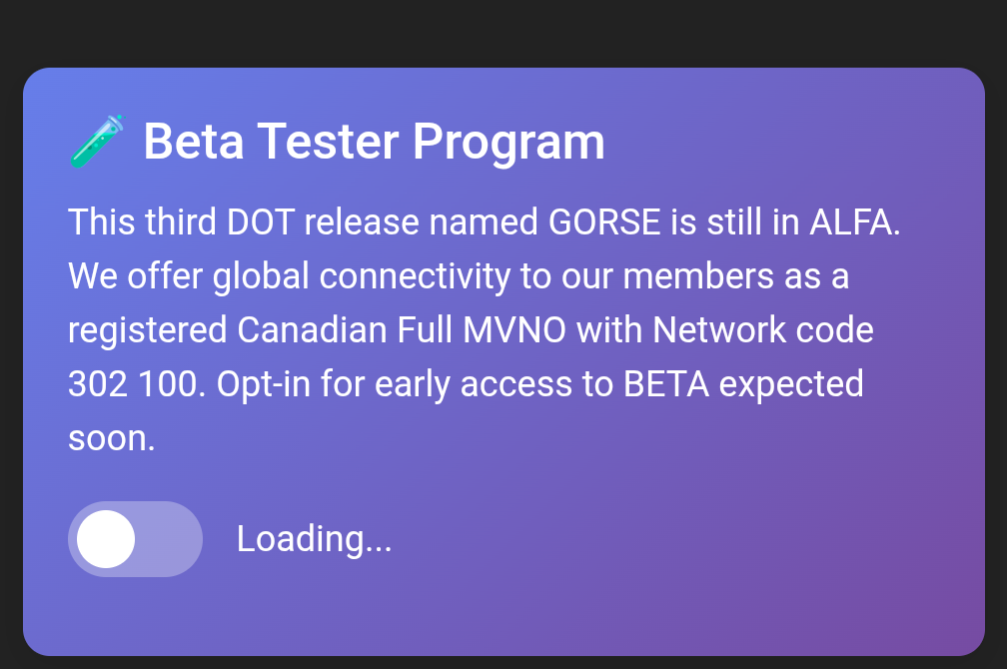 Beta Tester Program
This third DOT release named GORSE is still in ALFA.
We offer global connectivity to our members as a
registered Canadian Full MVNO with Network code
302 100. Opt-in for early access to BETA expected
soon.
Loading...